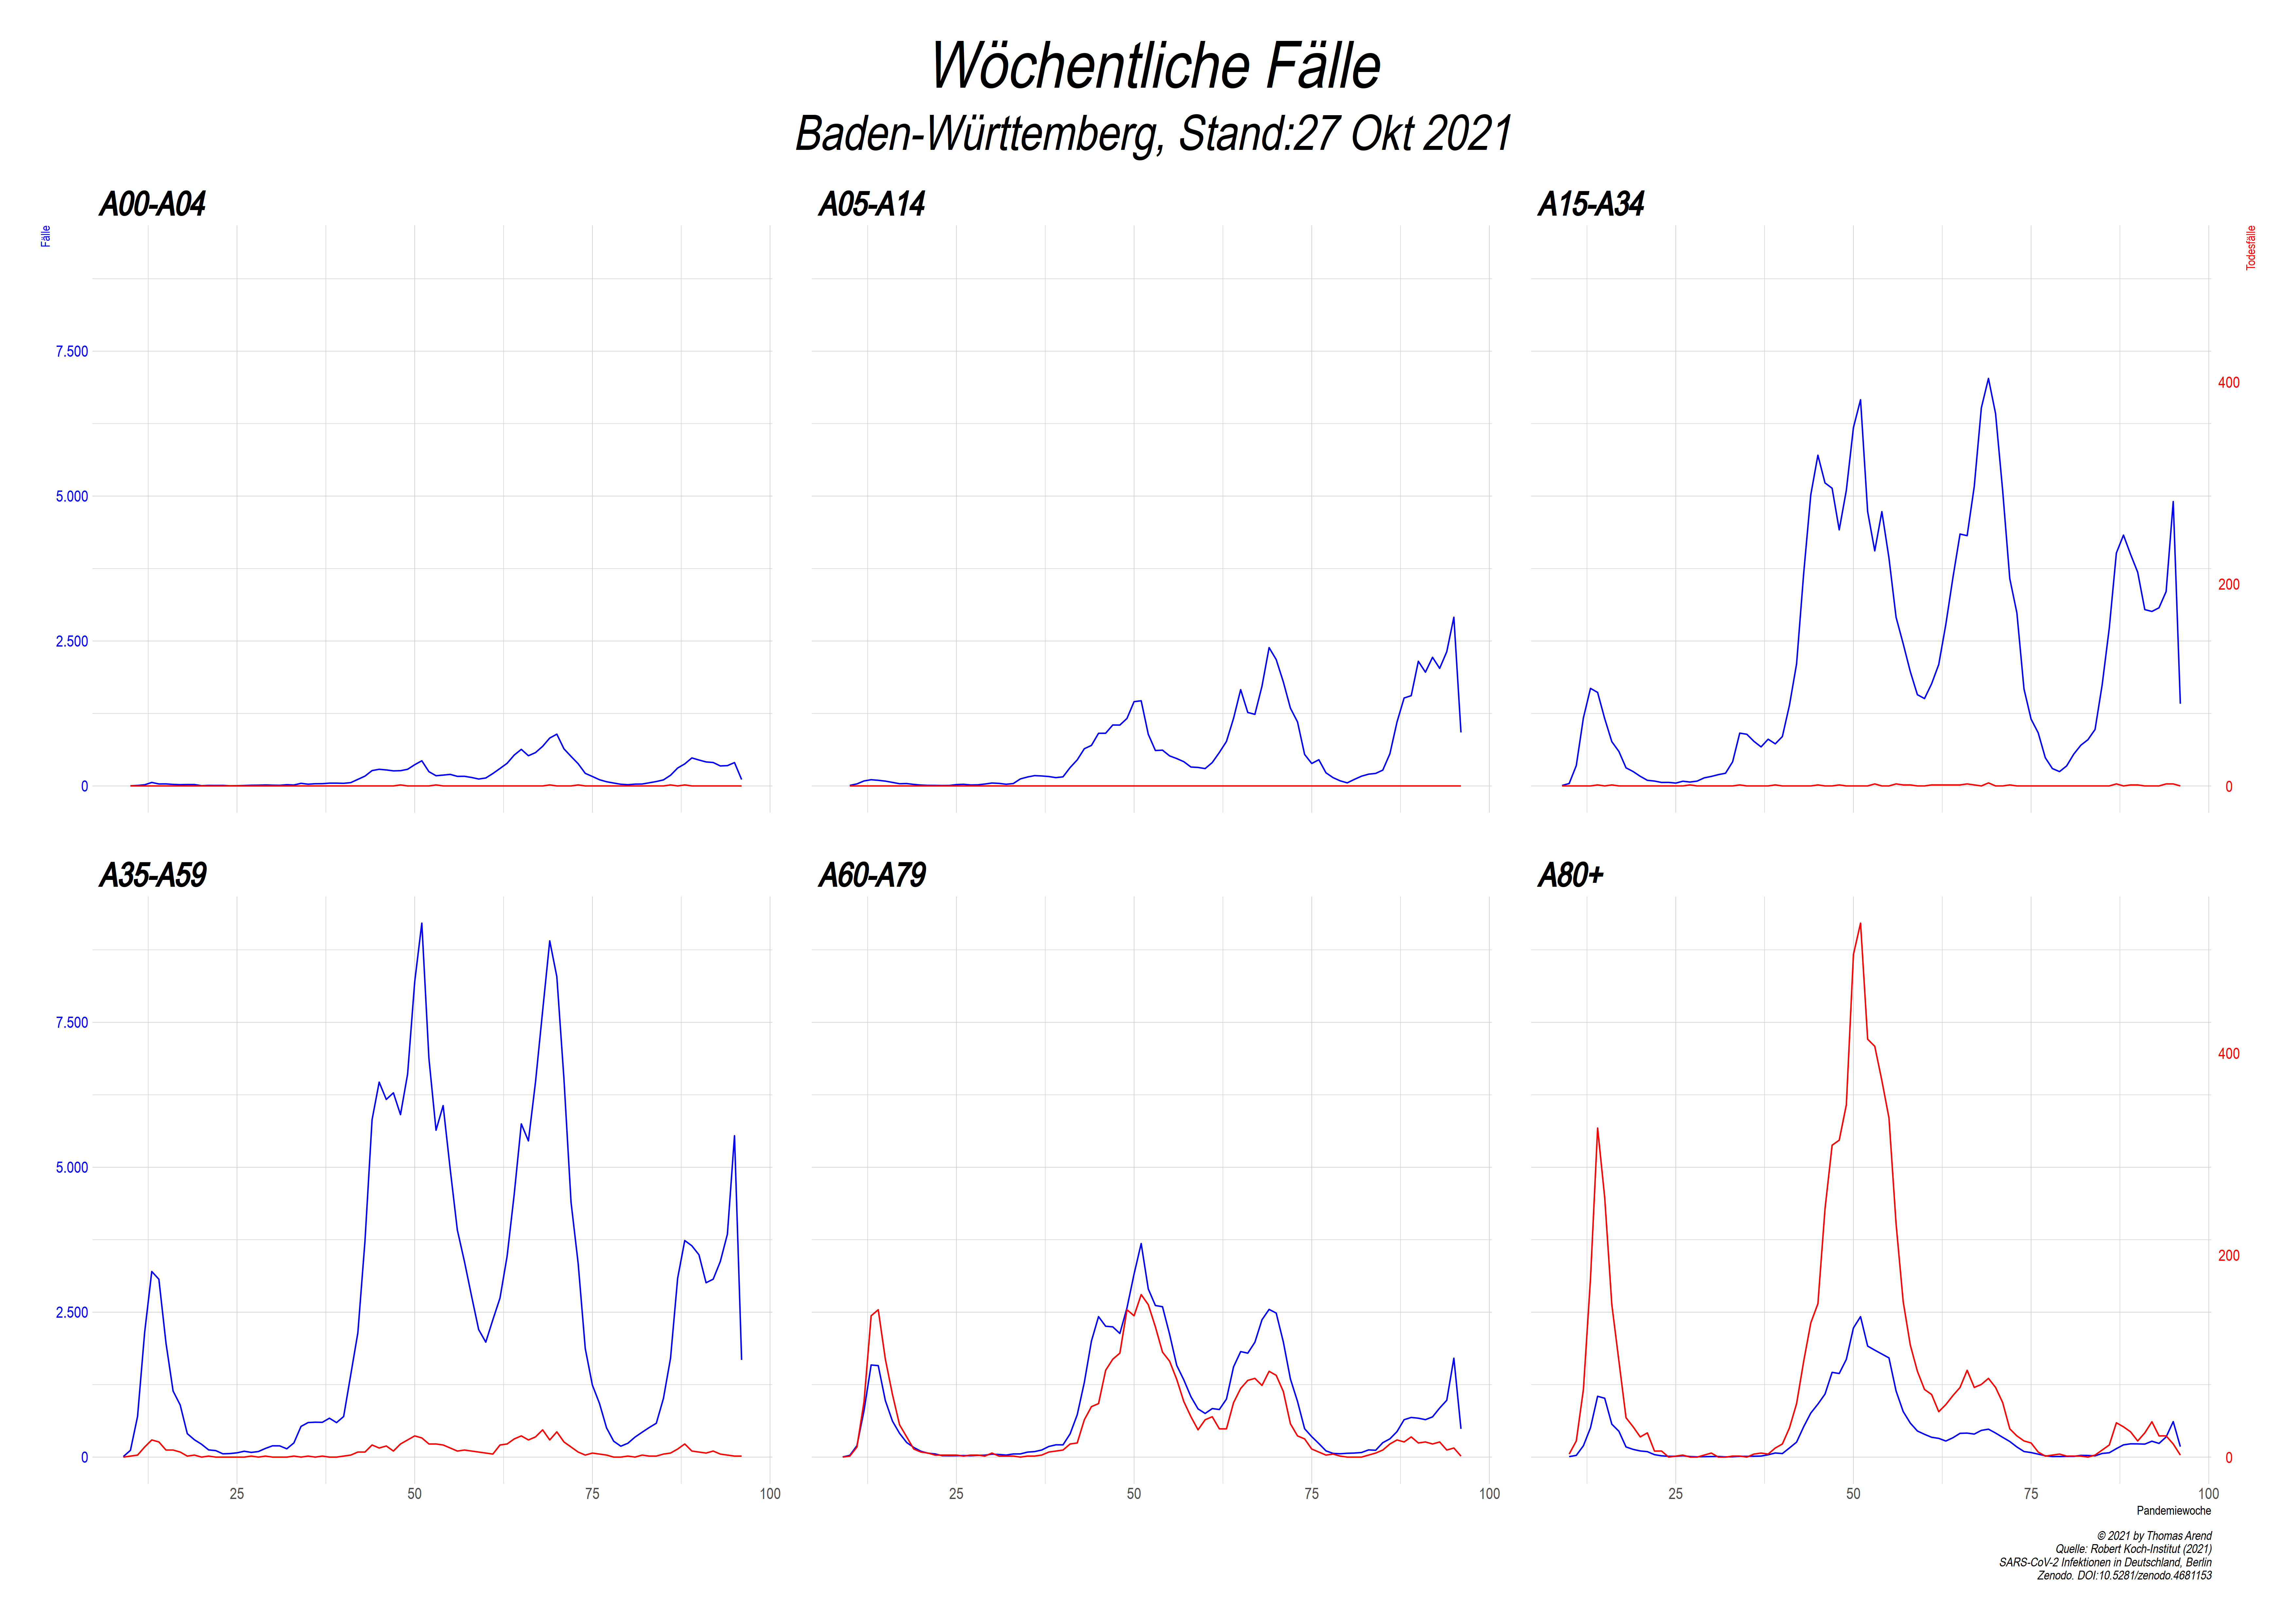 Wöchentliche Fälle
Baden-Württemberg, Stand:27 Okt 2021
A00-A04
A05-A14
A15-A34
Fälle
Todesfälle
7.500
5.000
2.500
0
400
200
0
A35-A59
A60-A79
A80+
7.500
5.000
2.500
0
400
200
0
25 50 75 100
25 50 75 100
25 50 75 100
Pandemiewoche
© 2021 by Thomas Arend
Quelle: Robert Koch-Institut (2021)
SARS-CoV-2 Infektionen in Deutschland, Berlin
Zenodo. DOI:10.5281/zenodo.4681153